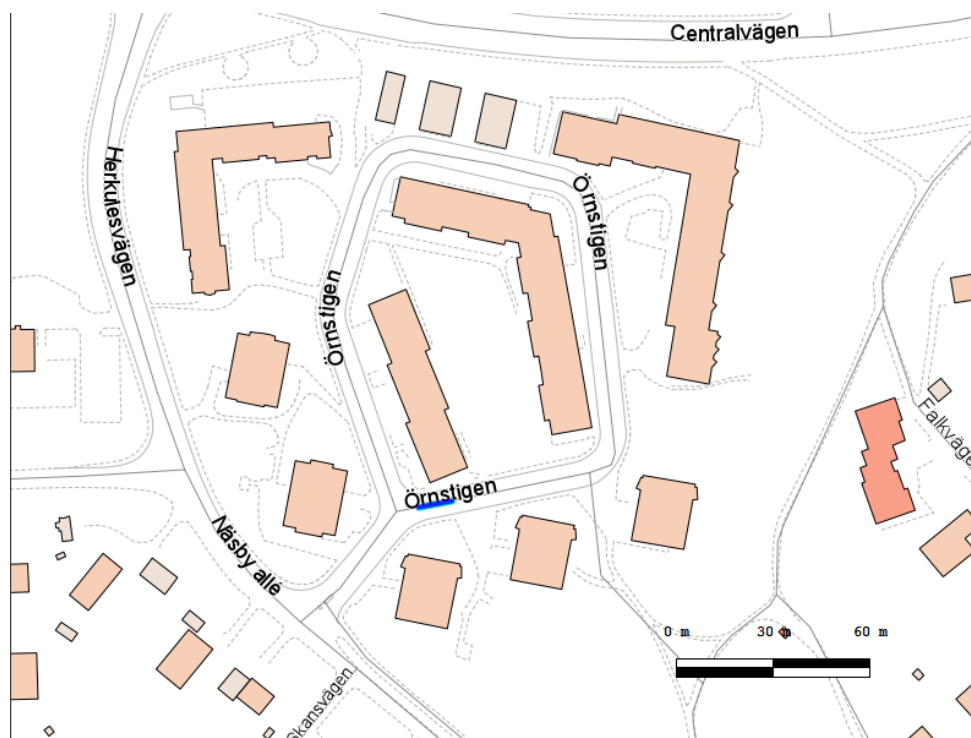 Centralvägen
Herkulesvägen
Örnstigen
Örnstigen
Örnstigen
Falkvägen
Näsby allé
Skansvägen
0 m 30 m 60 m